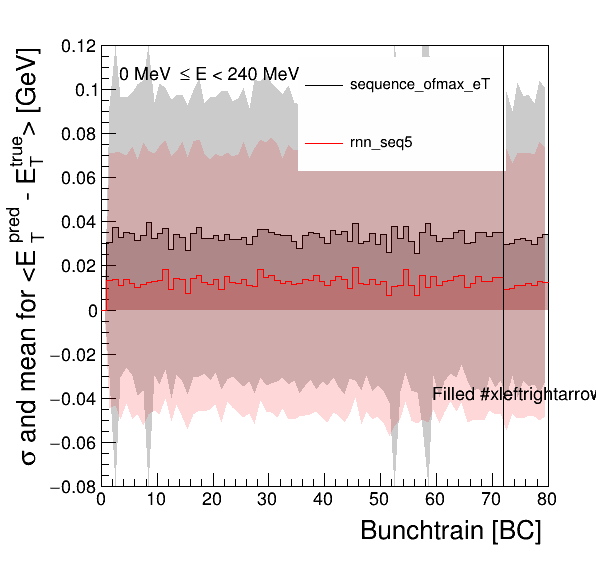 0.12
0 MeV ≤ E < 240 MeV
0.1
sequence_ofmax_eT
0.08
rnn_seq5
0.06
0.04
0.02
0
−0.02
−0.04
Filled #xleftrightarrow
−0.06
−0.08
0 10 20 30 40 50 60 70 80
Bunchtrain [BC]
σ and mean for <E_T^pred - E_T^true> [GeV]